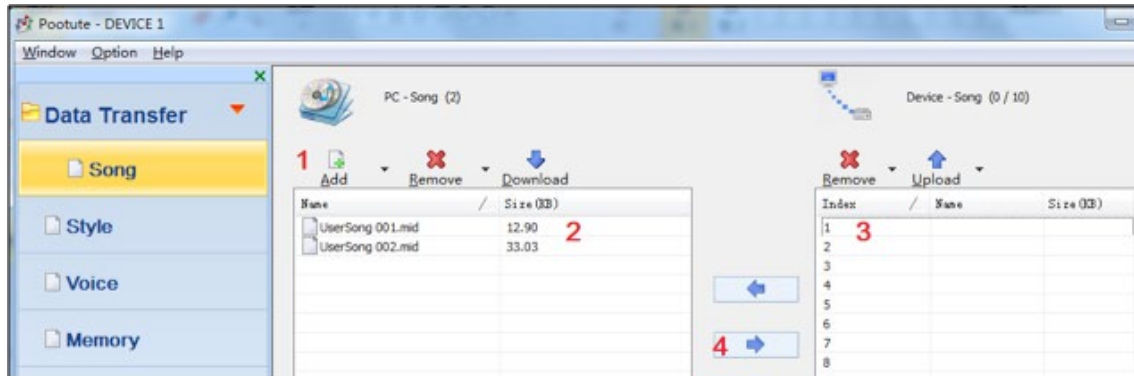 Pootute - DEVICE 1
Window Option Help
Data Transfer
Song
Style
Voice
Memory
PC - Song (2)
1
Add Remove Download
Name / Size(KB)
UserSong 001.mid 12.90
UserSong 002.mid 33.03
2
Device - Song (0 / 10)
Remove Upload
Index / Name Size(KB)
1
2
3
4
5
6
7
8
3
4